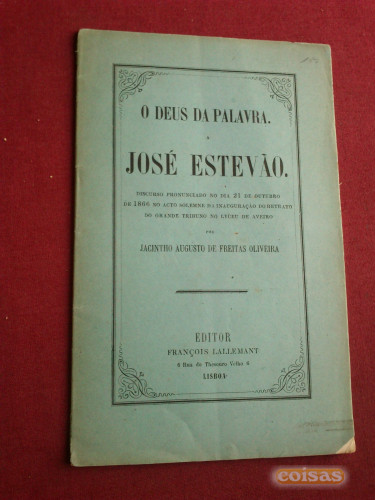 O DEUS DA PALAVRA.
JOSÉ ESTEVÃO.
DISCURSO PRONUNCIADO NO DIA 21 DE OUTUBRO
DE 1866 NO ACTO SOLEMNE DA INAUGURAÇÃO DO RETRATO
DO GRANDE TRIBUNO NO LYCEU DE AVEIRO
POR
JACINTHO AUGUSTO DE FREITAS OLIVEIRA
EDITOR
FRANÇOIS LALLEMANT
6 Rua do Thesouro Velho 6
LISBOA
coisas